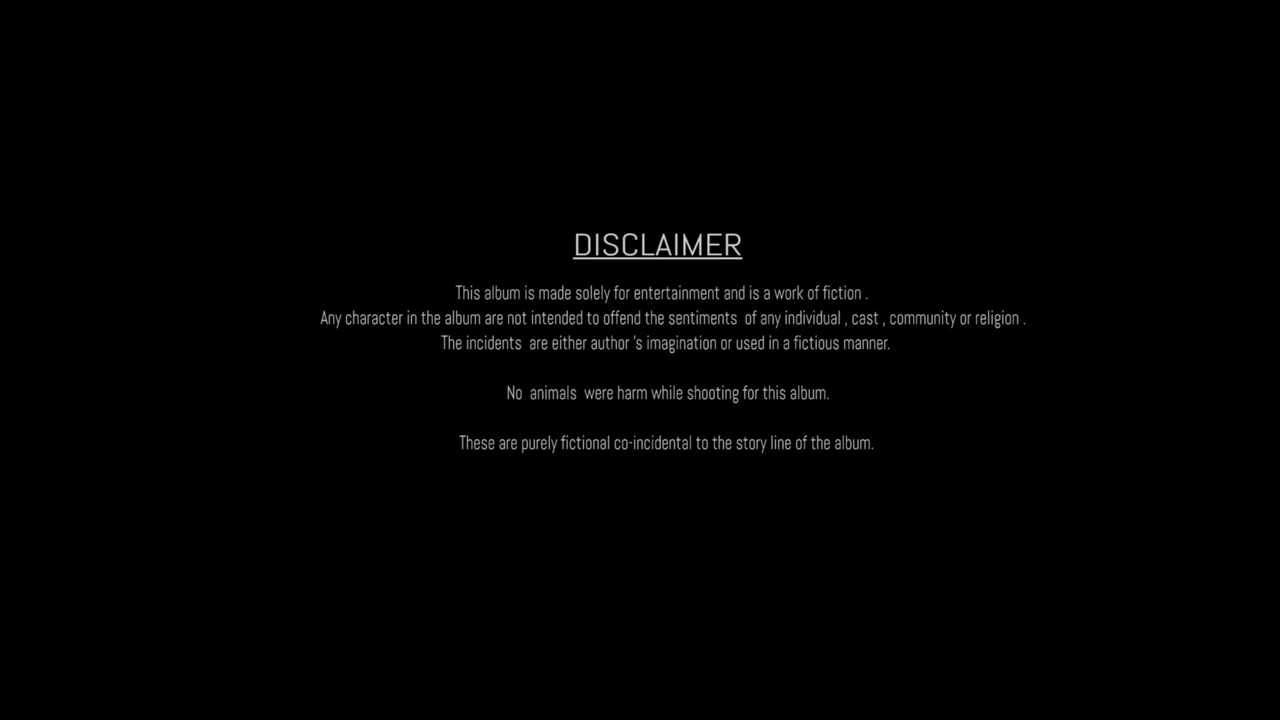 DISCLAIMER
This album is made solely for entertainment and is a work of fiction .
Any character in the album are not intended to offend the sentiments of any individual , cast , community or religion .
The incidents are either author 's imagination or used in a fictious manner.
No animals were harm while shooting for this album.
These are purely fictional co-incidental to the story line of the album.